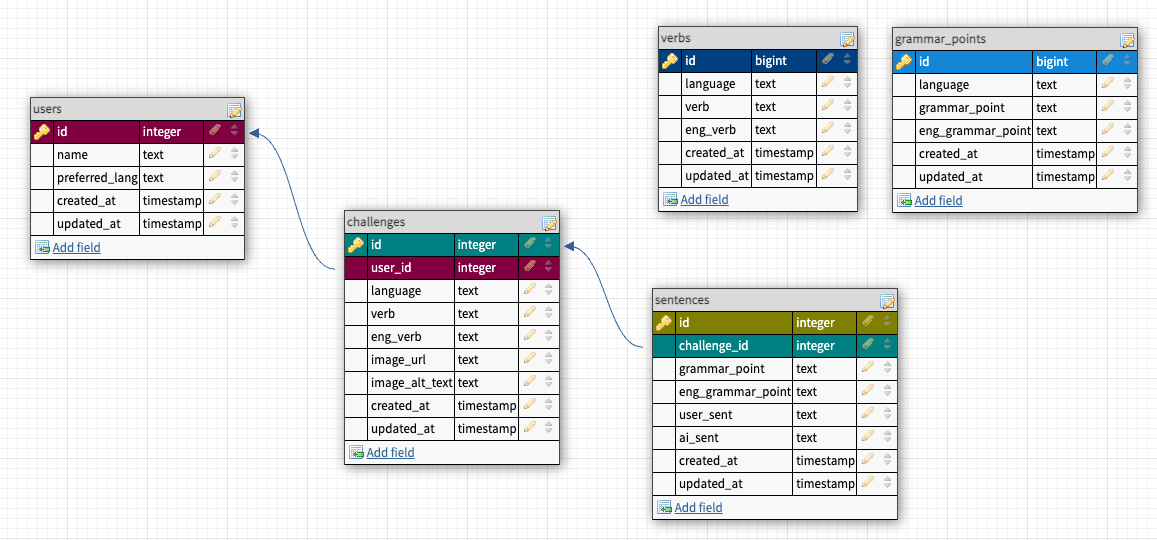 users
id integer
name text
preferred_lang text
created_at timestamp
updated_at timestamp
Add field
challenges
id integer
user_id integer
language text
verb text
eng_verb text
image_url text
image_alt_text text
created_at timestamp
updated_at timestamp
Add field
verbs
id bigint
language text
verb text
eng_verb text
created_at timestamp
updated_at timestamp
Add field
grammar_points
id bigint
language text
grammar_point text
eng_grammar_point text
created_at timestamp
updated_at timestamp
Add field
sentences
id integer
challenge_id integer
grammar_point text
eng_grammar_point text
user_sent text
ai_sent text
created_at timestamp
updated_at timestamp
Add field